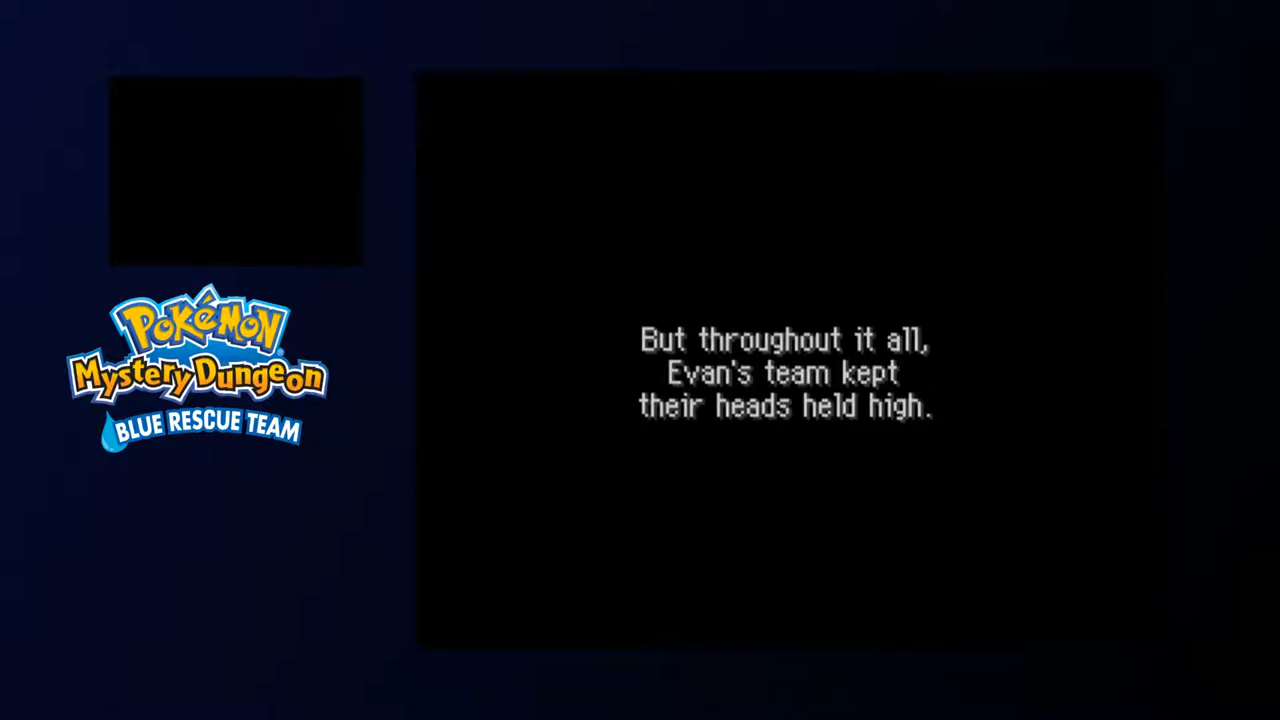 POKéMON
Mystery Dungeon
BLUE RESCUE TEAM
But throughout it all,
Evan's team kept
their heads held high.